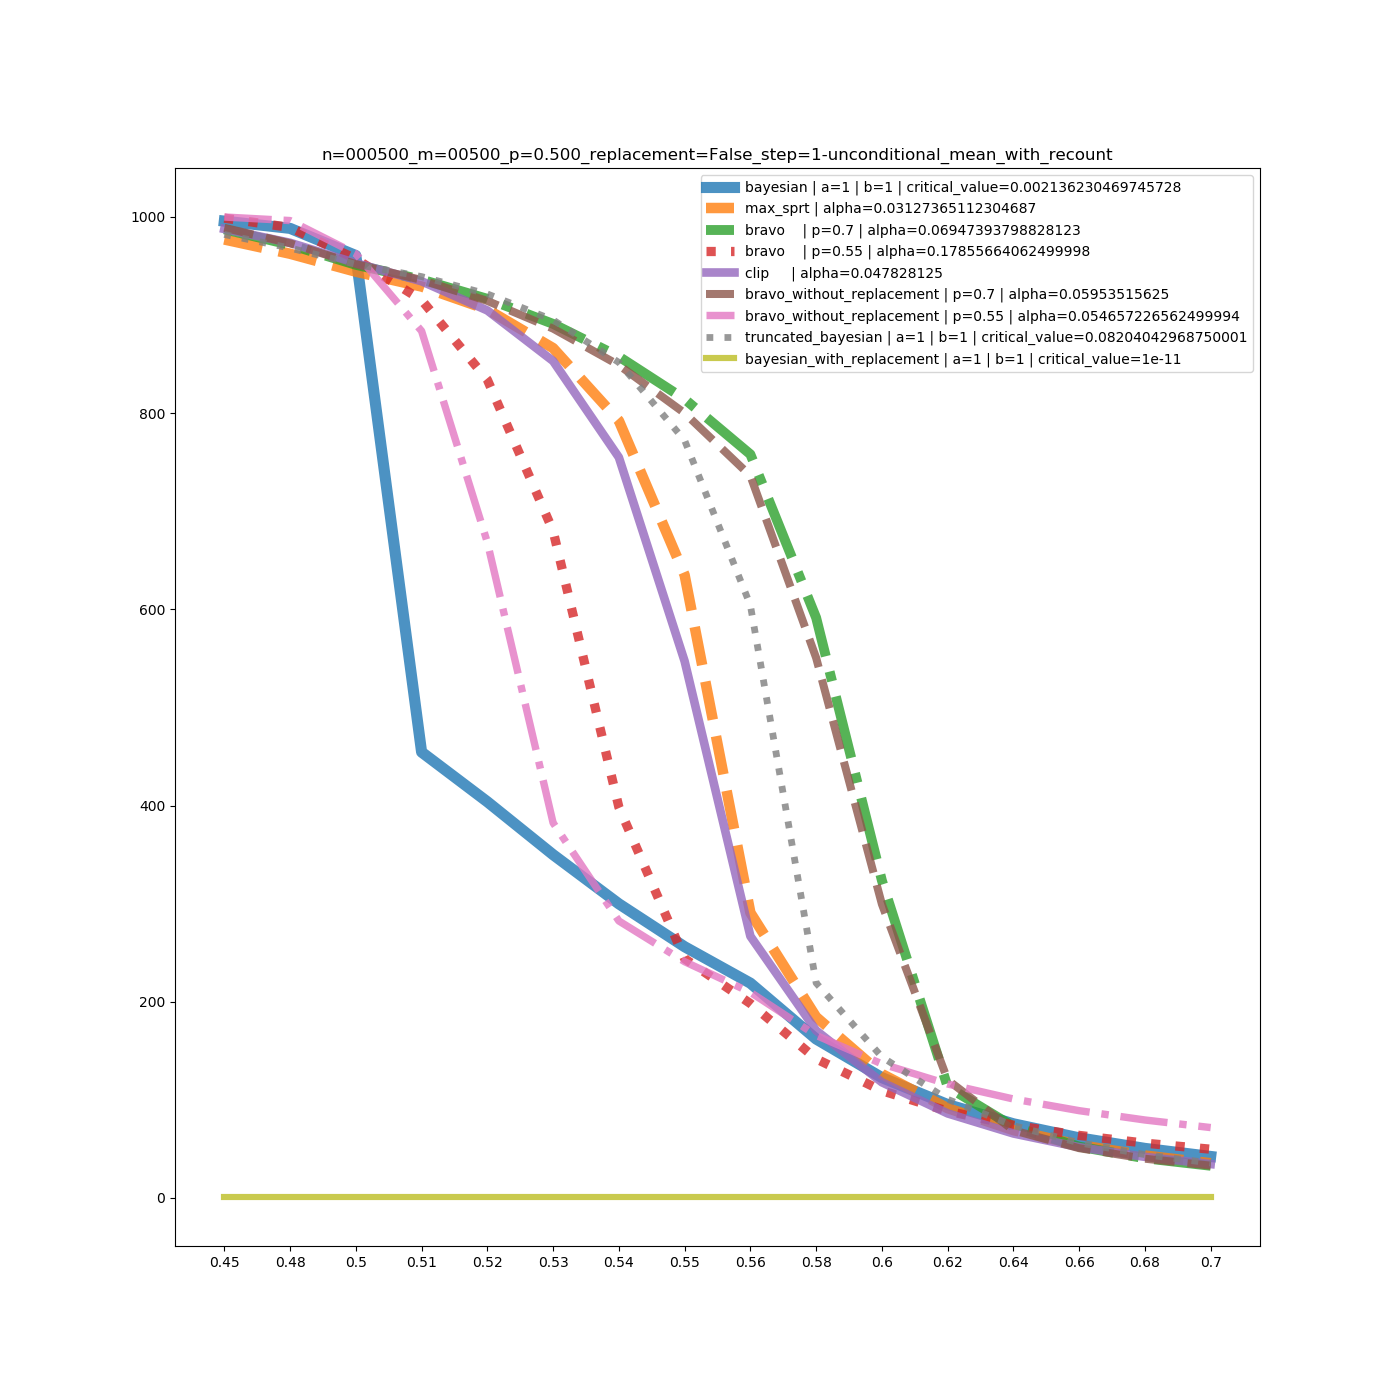 n=000500_m=00500_p=0.500_replacement=False_step=1-unconditional_mean_with_recount
bayesian | a=1 | b=1 | critical_value=0.002136230469745728
max_sprt | alpha=0.03127365112304687
bravo    | p=0.7 | alpha=0.06947393798828123
bravo    | p=0.55 | alpha=0.17855664062499998
clip     | alpha=0.047828125
bravo_without_replacement | p=0.7 | alpha=0.05953515625
bravo_without_replacement | p=0.55 | alpha=0.054657226562499994
truncated_bayesian | a=1 | b=1 | critical_value=0.08204042968750001
bayesian_with_replacement | a=1 | b=1 | critical_value=1e-11
1000
800
600
400
200
0
0.45 0.48 0.5 0.51 0.52 0.53 0.54 0.55 0.56 0.58 0.6 0.62 0.64 0.66 0.68 0.7